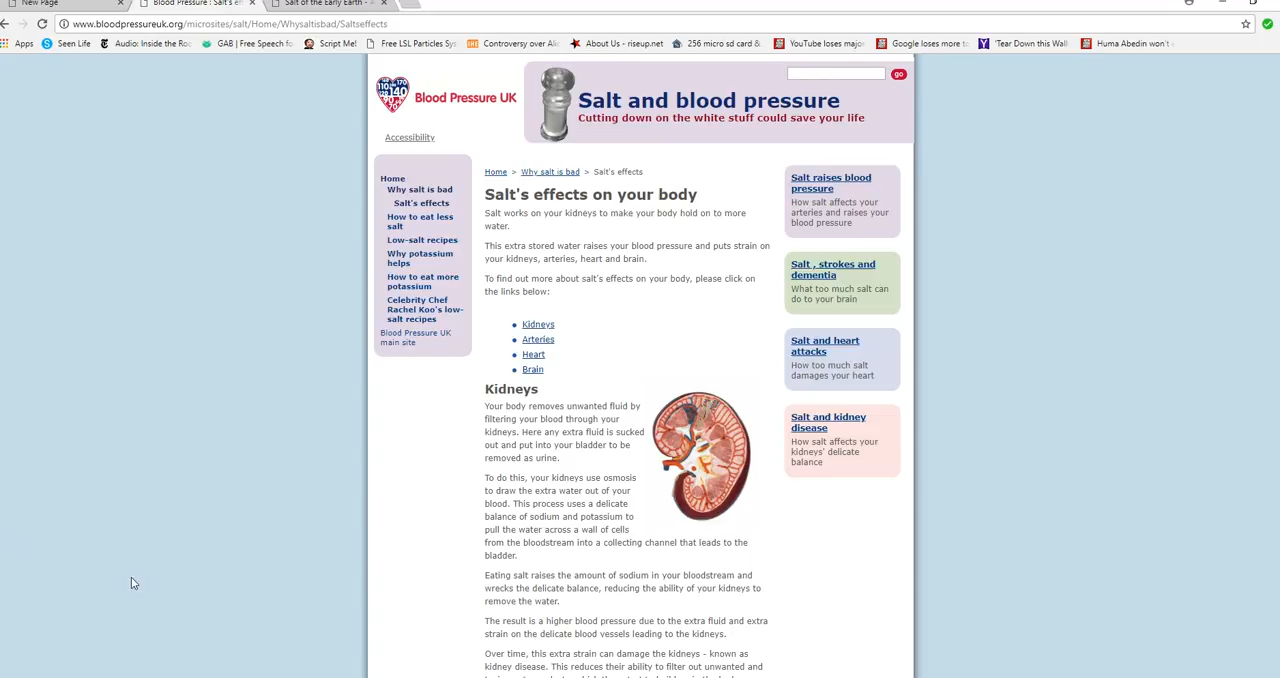 New Page
Blood Pressure : Salt's ef
Salt of the Early Earth -
www.bloodpressureuk.org/microsites/salt/Home/Whysaltisbad/Saltseffects
Apps Seen Life Audio: Inside the Roc GAB | Free Speech fo Script Me! Free LSL Particles Sys Controversy over Ali About Us - riseup.net 256 micro sd card & YouTube loses major Google loses more to 'Tear Down this Wall Huma Abedin won't c
110 170
140
90 70
Blood Pressure UK
Accessibility
Salt and blood pressure
Cutting down on the white stuff could save your life
go
Home
Why salt is bad
Salt's effects
How to eat less
salt
Low-salt recipes
Why potassium
helps
How to eat more
potassium
Celebrity Chef
Rachel Koo's low-
salt recipes
Blood Pressure UK
main site
Home > Why salt is bad > Salt's effects
Salt's effects on your body
Salt works on your kidneys to make your body hold on to more
water.
This extra stored water raises your blood pressure and puts strain on
your kidneys, arteries, heart and brain.
To find out more about salt's effects on your body, please click on
the links below:
Kidneys
Arteries
Heart
Brain
Kidneys
Your body removes unwanted fluid by
filtering your blood through your
kidneys. Here any extra fluid is sucked
out and put into your bladder to be
removed as urine.
To do this, your kidneys use osmosis
to draw the extra water out of your
blood. This process uses a delicate
balance of sodium and potassium to
pull the water across a wall of cells
from the bloodstream into a collecting channel that leads to the
bladder.
Eating salt raises the amount of sodium in your bloodstream and
wrecks the delicate balance, reducing the ability of your kidneys to
remove the water.
The result is a higher blood pressure due to the extra fluid and extra
strain on the delicate blood vessels leading to the kidneys.
Over time, this extra strain can damage the kidneys - known as
kidney disease. This reduces their ability to filter out unwanted and
Salt raises blood
pressure
How salt affects your
arteries and raises your
blood pressure
Salt , strokes and
dementia
What too much salt can
do to your brain
Salt and heart
attacks
How too much salt
damages your heart
Salt and kidney
disease
How salt affects your
kidneys' delicate
balance